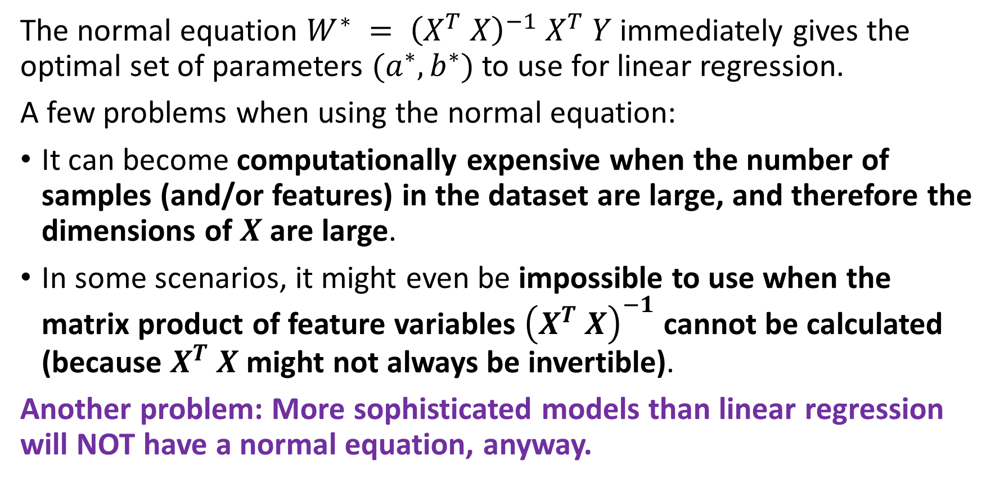 The normal equation W* = (Xᵀ X)⁻¹ Xᵀ Y immediately gives the
optimal set of parameters (a*, b*) to use for linear regression.
A few problems when using the normal equation:
• It can become computationally expensive when the number of
samples (and/or features) in the dataset are large, and therefore the
dimensions of X are large.
• In some scenarios, it might even be impossible to use when the
matrix product of feature variables (Xᵀ X)⁻¹ cannot be calculated
(because Xᵀ X might not always be invertible).
Another problem: More sophisticated models than linear regression
will NOT have a normal equation, anyway.